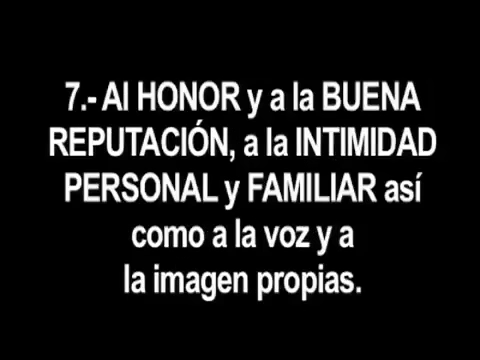 7.- Al HONOR y a la BUENA
REPUTACIÓN, a la INTIMIDAD
PERSONAL y FAMILIAR así
como a la voz y a
la imagen propias.